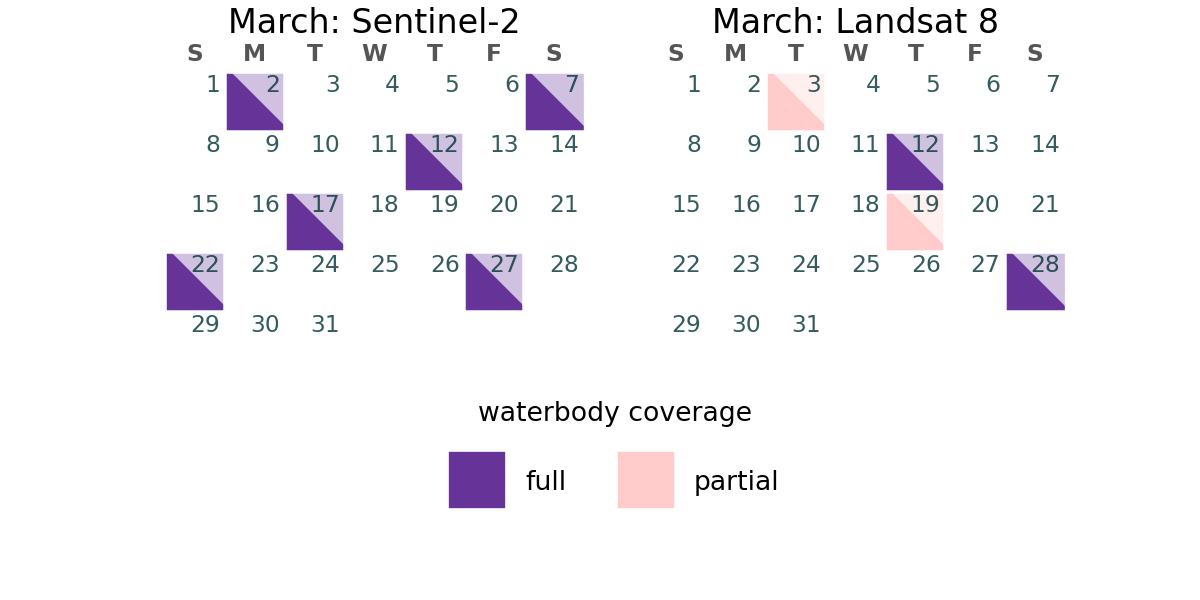 March: Sentinel-2
S M T W T F S
1 2 3 4 5 6 7
8 9 10 11 12 13 14
15 16 17 18 19 20 21
22 23 24 25 26 27 28
29 30 31
March: Landsat 8
S M T W T F S
1 2 3 4 5 6 7
8 9 10 11 12 13 14
15 16 17 18 19 20 21
22 23 24 25 26 27 28
29 30 31
waterbody coverage
full
partial